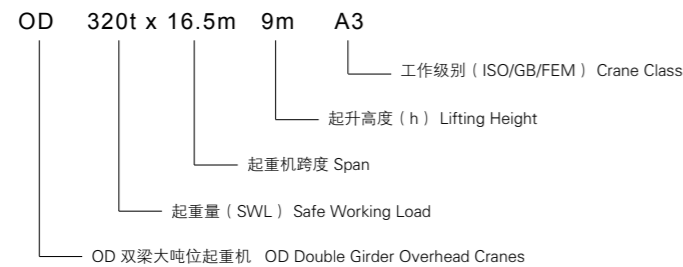 OD 320t x 16.5m 9m A3
工作级别（ISO/GB/FEM）Crane Class
起升高度（h）Lifting Height
起重机跨度 Span
起重量（SWL）Safe Working Load
OD 双梁大吨位起重机 OD Double Girder Overhead Cranes